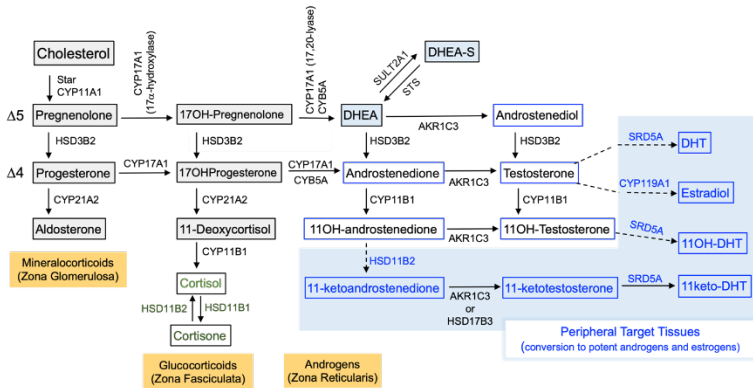 Cholesterol
Star
CYP11A1
CYP17A1
(17α-hydroxylase)
CYP17A1 (17,20-lyase)
CYB5A
SULT2A1
STS
DHEA-S
Δ5
Pregnenolone
17OH-Pregnenolone
DHEA
AKR1C3
Androstenediol
HSD3B2
HSD3B2
HSD3B2
HSD3B2
SRD5A
DHT
Δ4
Progesterone
CYP17A1
17OHProgesterone
CYP17A1
CYB5A
Androstenedione
AKR1C3
Testosterone
CYP119A1
Estradiol
CYP21A2
CYP21A2
CYP11B1
CYP11B1
Aldosterone
11-Deoxycortisol
11OH-androstenedione
AKR1C3
11OH-Testosterone
SRD5A
11OH-DHT
CYP11B1
HSD11B2
Mineralocorticoids
(Zona Glomerulosa)
Cortisol
11-ketoandrostenedione
AKR1C3
or
HSD17B3
11-ketotestosterone
SRD5A
11keto-DHT
HSD11B2
HSD11B1
Cortisone
Peripheral Target Tissues
(conversion to potent androgens and estrogens)
Glucocorticoids
(Zona Fasciculata)
Androgens
(Zona Reticularis)